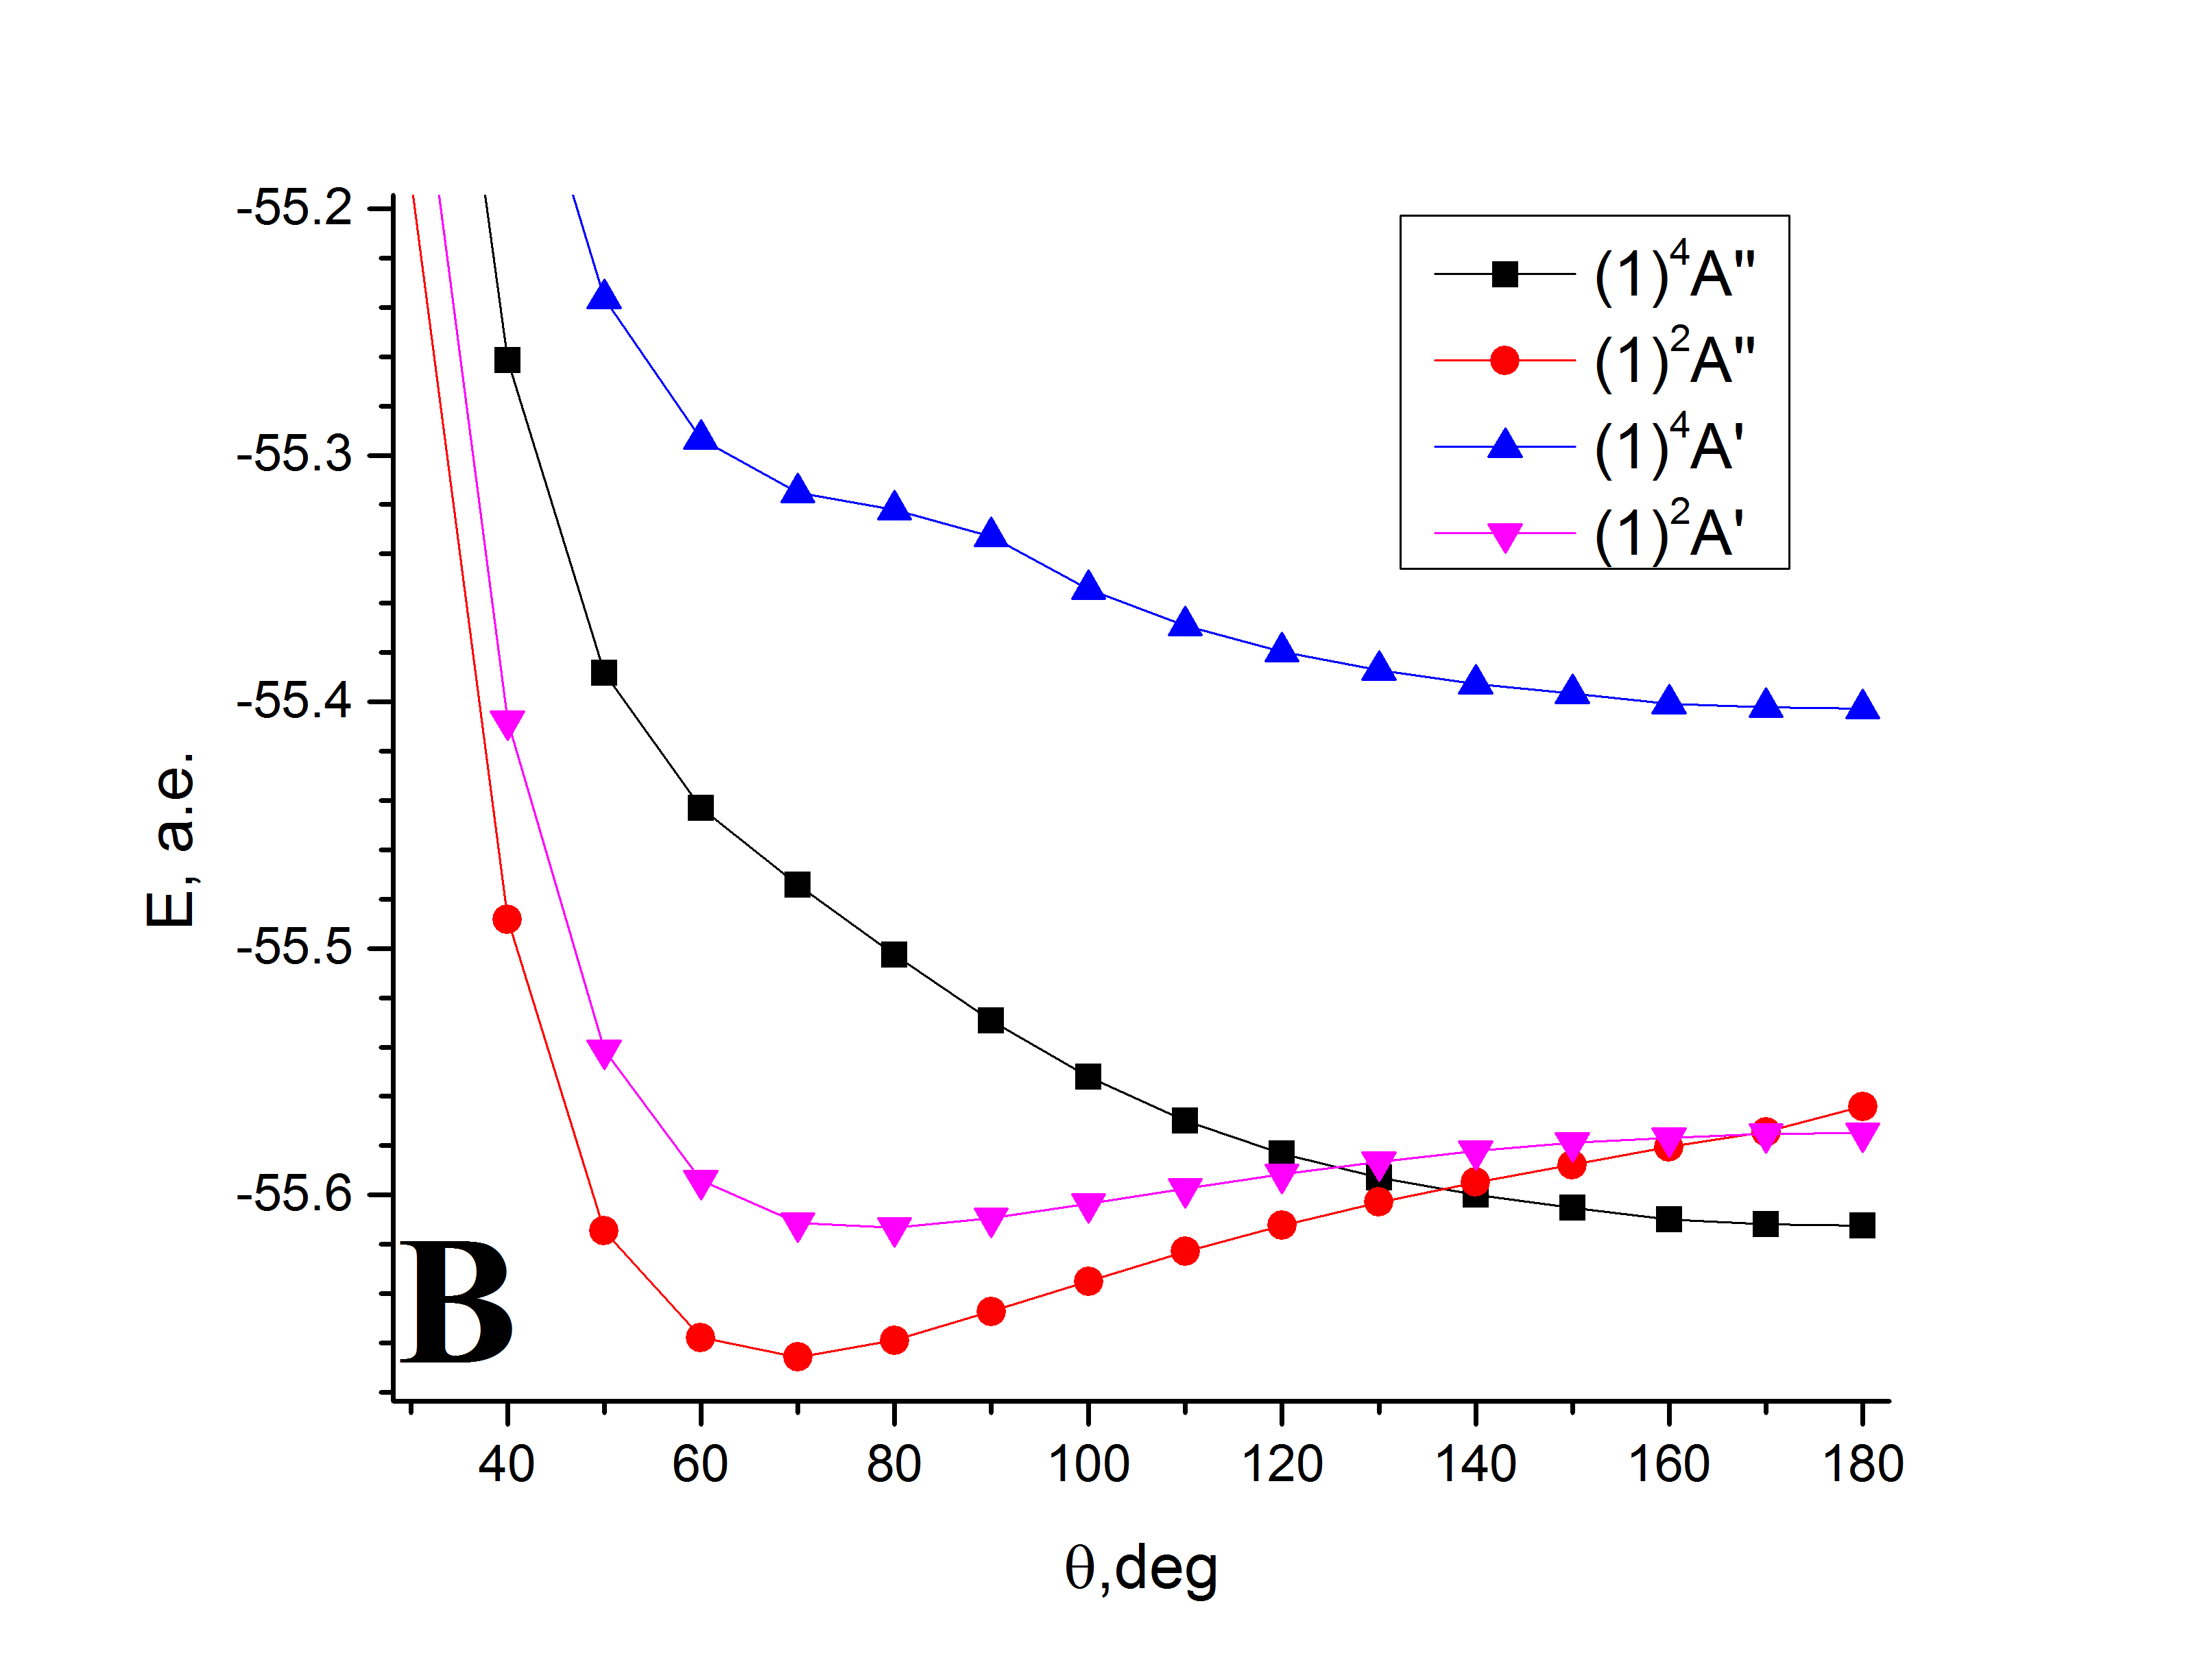 -55.2
-55.3
-55.4
-55.5
-55.6
E, a.e.
(1)⁴A"
(1)²A"
(1)⁴A'
(1)²A'
B
40 60 80 100 120 140 160 180
θ,deg